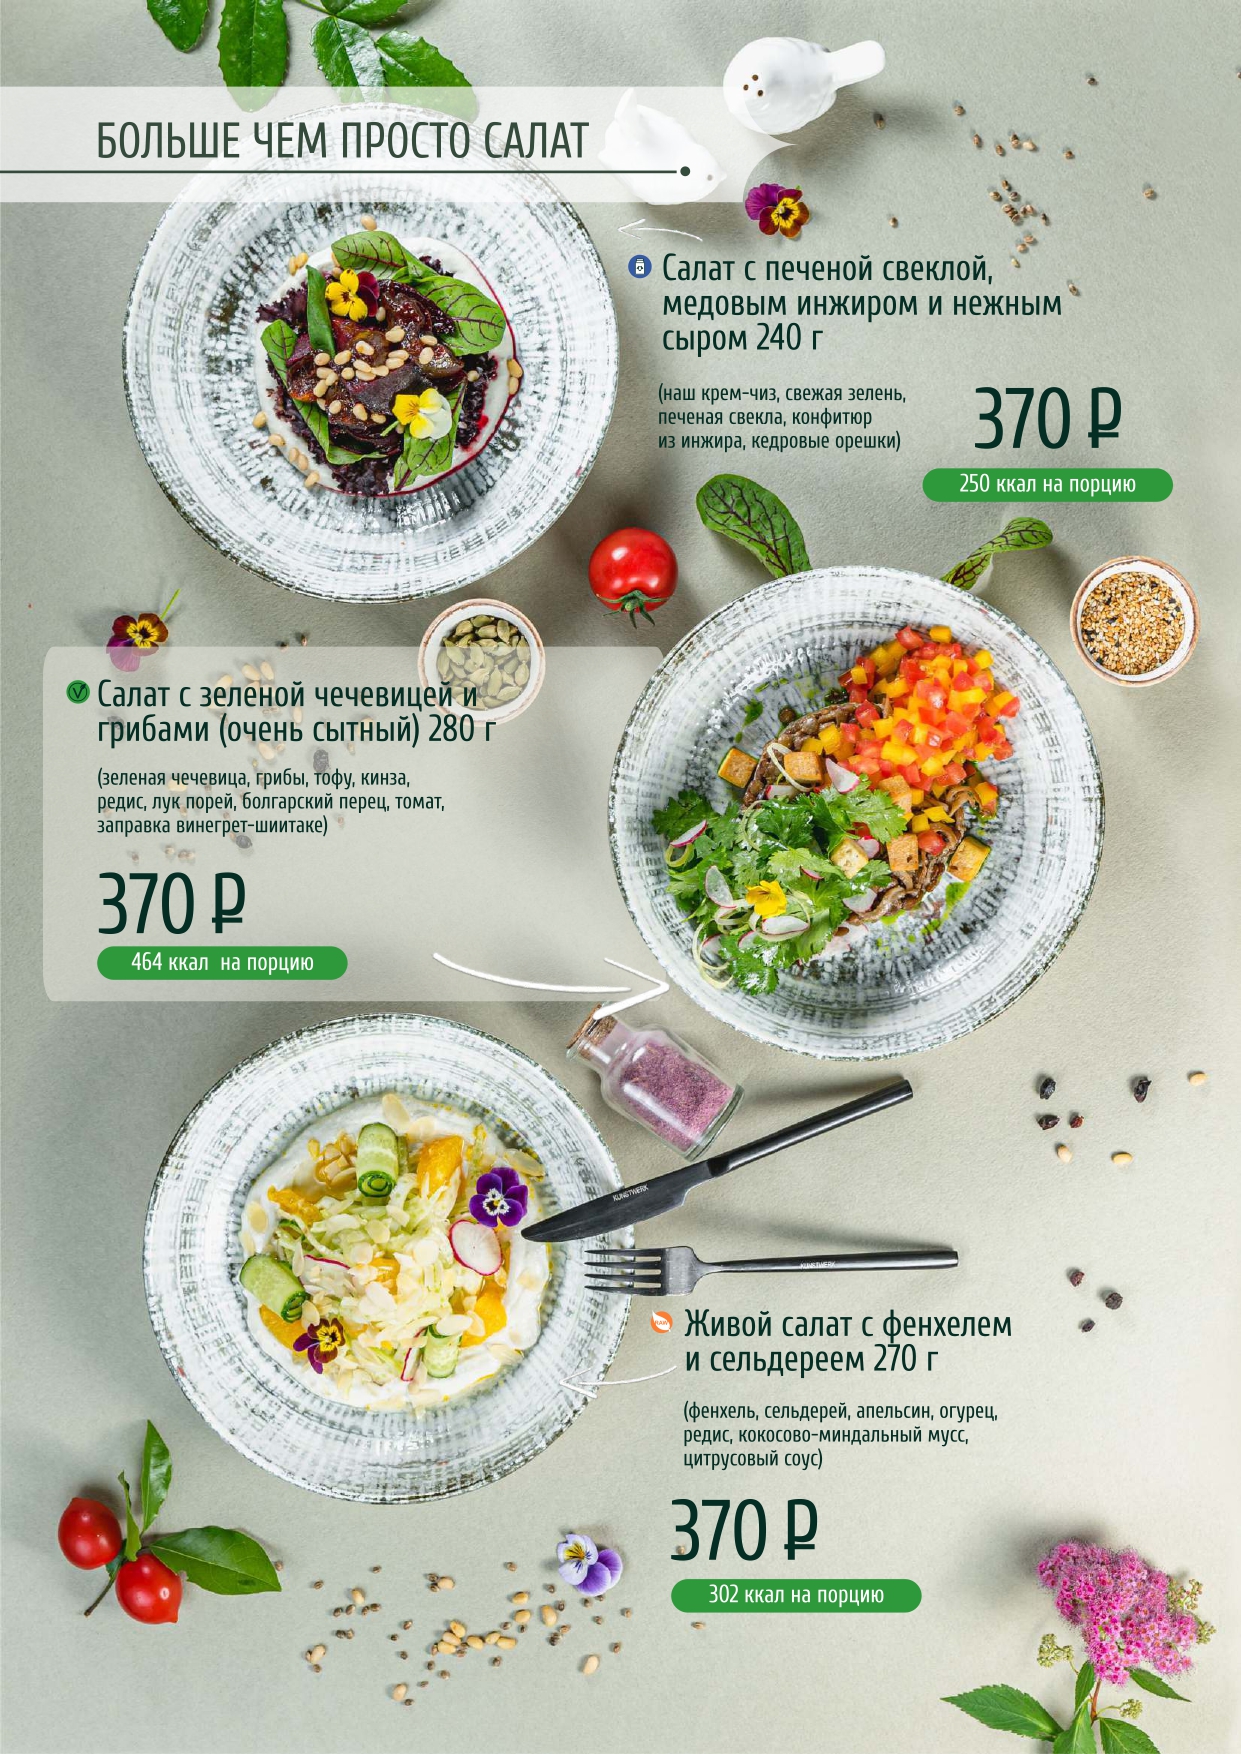 БОЛЬШЕ ЧЕМ ПРОСТО САЛАТ
Салат с печеной свеклой,
медовым инжиром и нежным
сыром 240 г
(наш крем-чиз, свежая зелень,
печеная свекла, конфитюр
из инжира, кедровые орешки)
370 ₽
250 ккал на порцию
Салат с зеленой чечевицей и
грибами (очень сытный) 280 г
(зеленая чечевица, грибы, тофу, кинза,
редис, лук порей, болгарский перец, томат,
заправка винегрет-шиитаке)
370 ₽
464 ккал на порцию
KUNSTWERK
KUNSTWERK
RAW
Живой салат с фенхелем
и сельдереем 270 г
(фенхель, сельдерей, апельсин, огурец,
редис, кокосово-миндальный мусс,
цитрусовый соус)
370 ₽
302 ккал на порцию